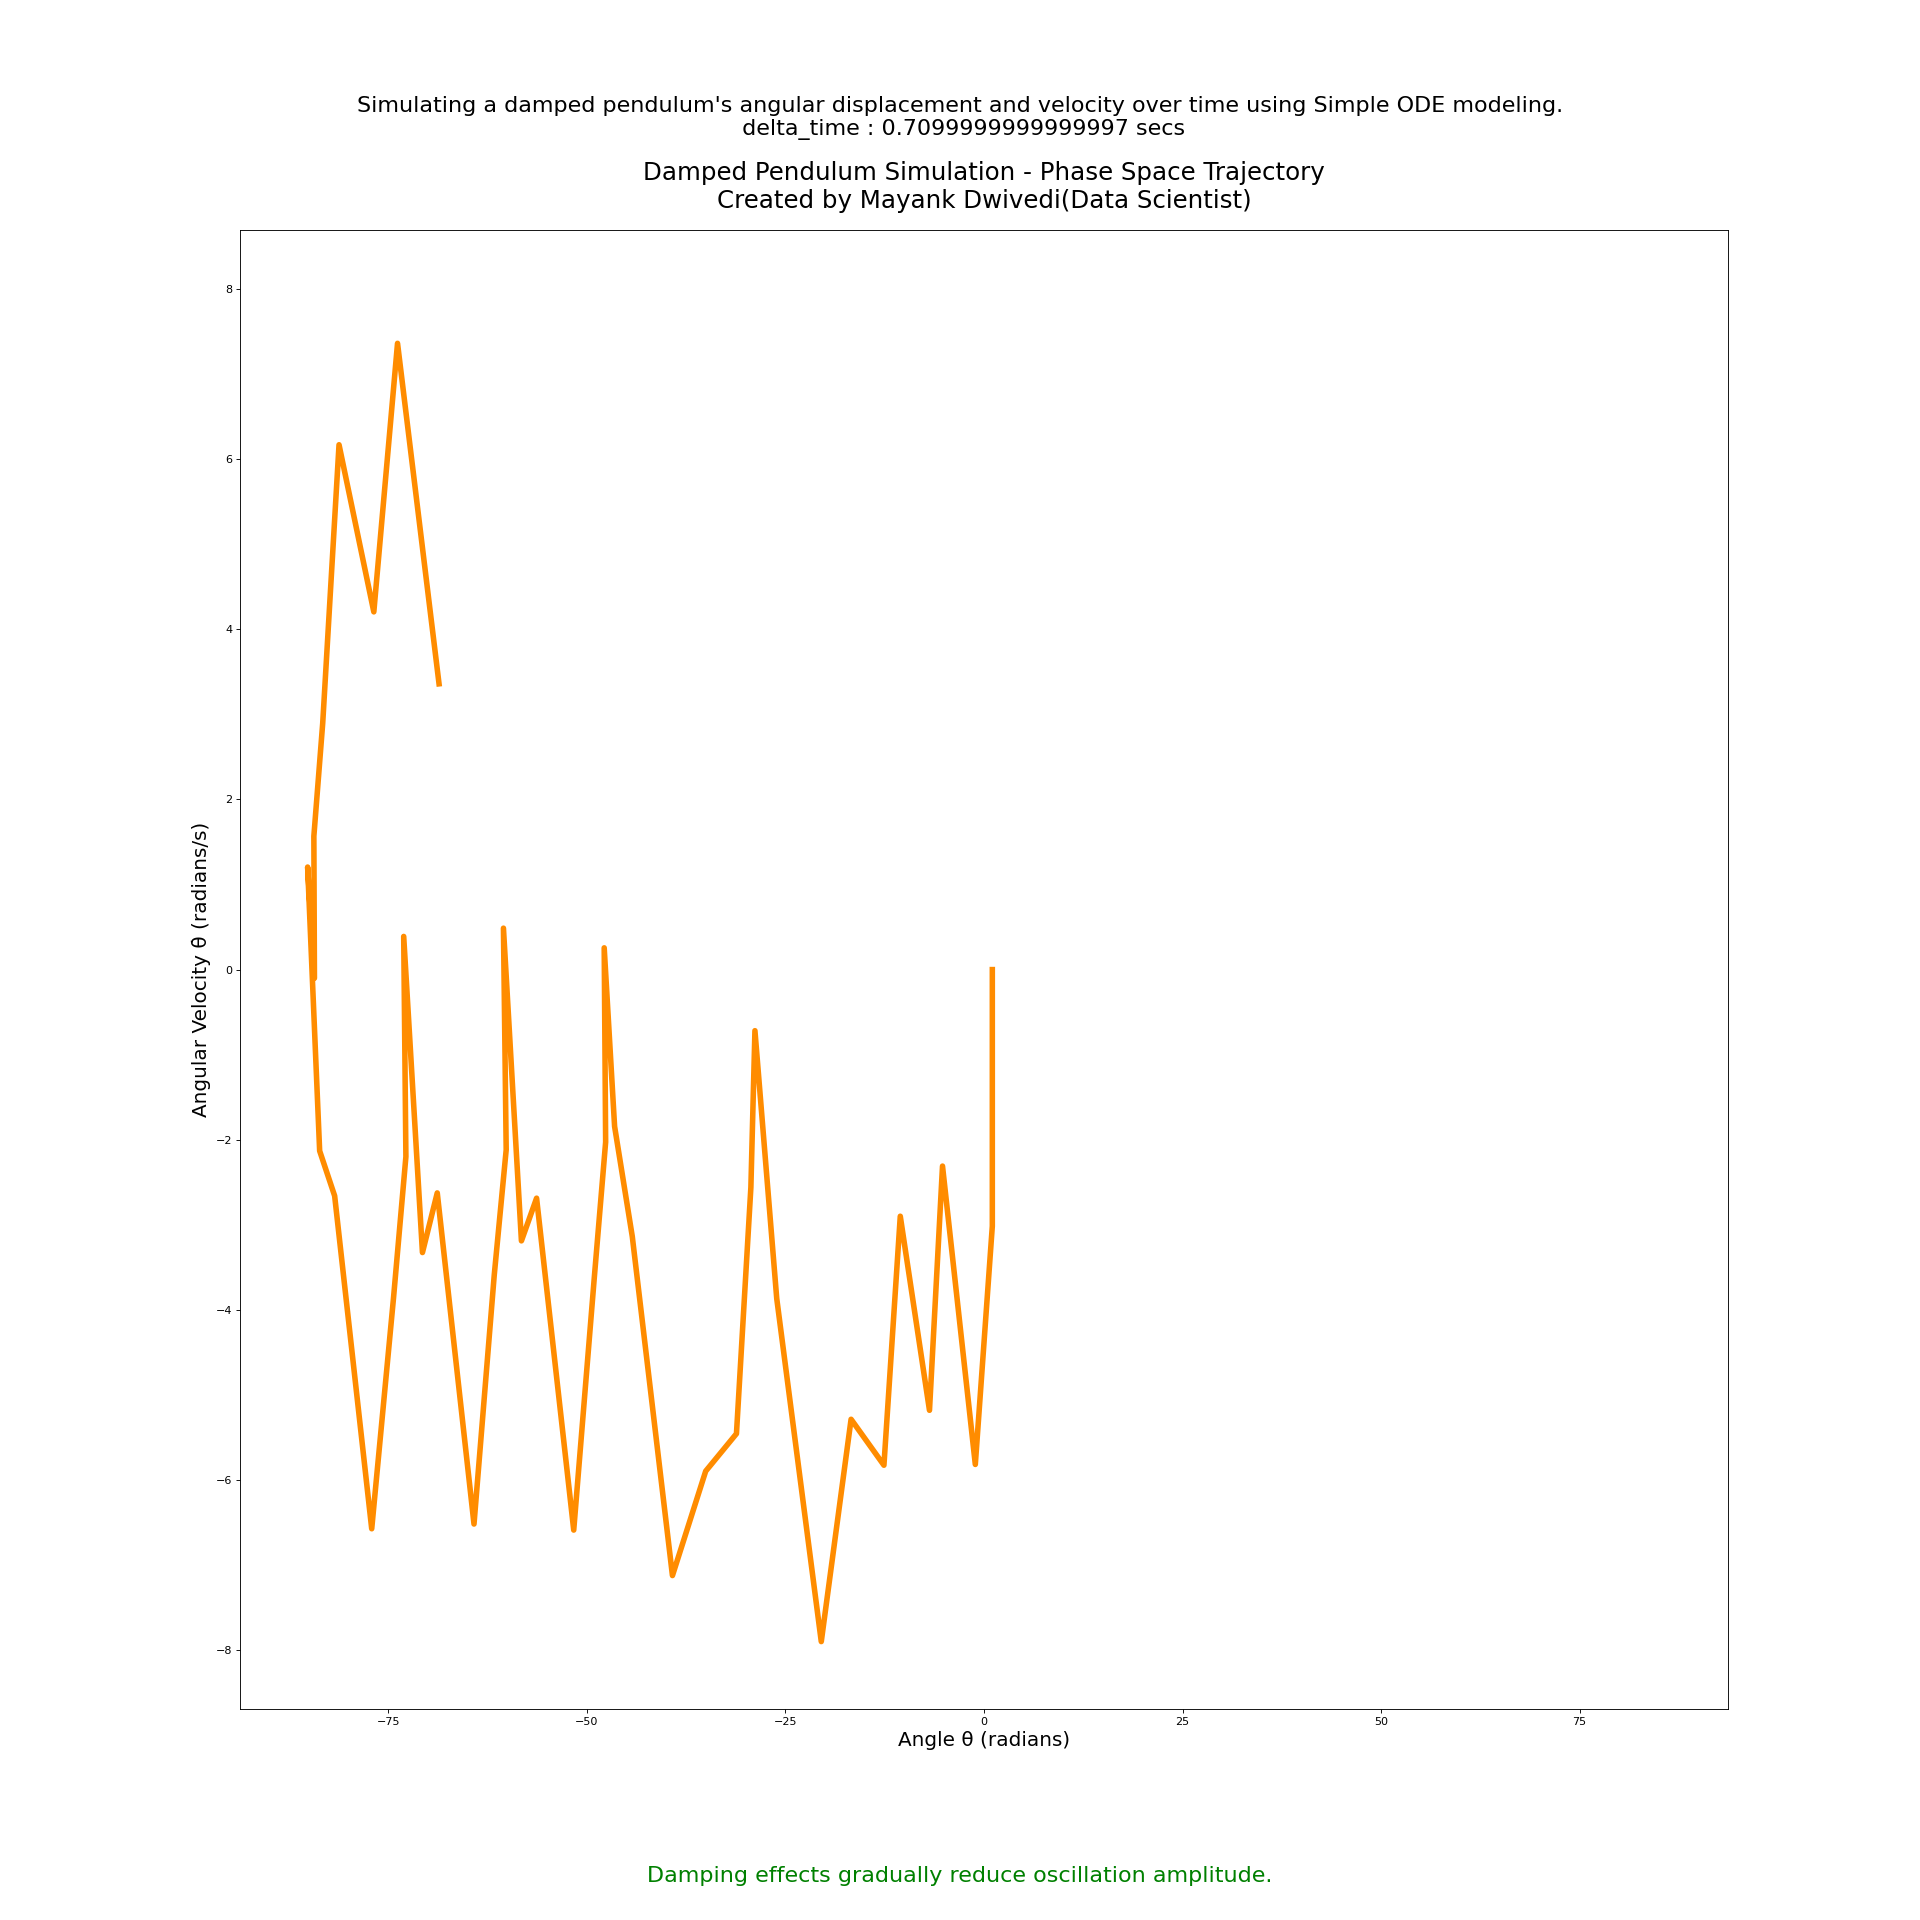 Simulating a damped pendulum's angular displacement and velocity over time using Simple ODE modeling.
delta_time : 0.7099999999999997 secs
Damped Pendulum Simulation - Phase Space Trajectory
Created by Mayank Dwivedi(Data Scientist)
8
6
4
2
0
−2
−4
−6
−8
Angular Velocity θ̇ (radians/s)
−75
−50
−25
0
25
50
75
Angle θ (radians)
Damping effects gradually reduce oscillation amplitude.